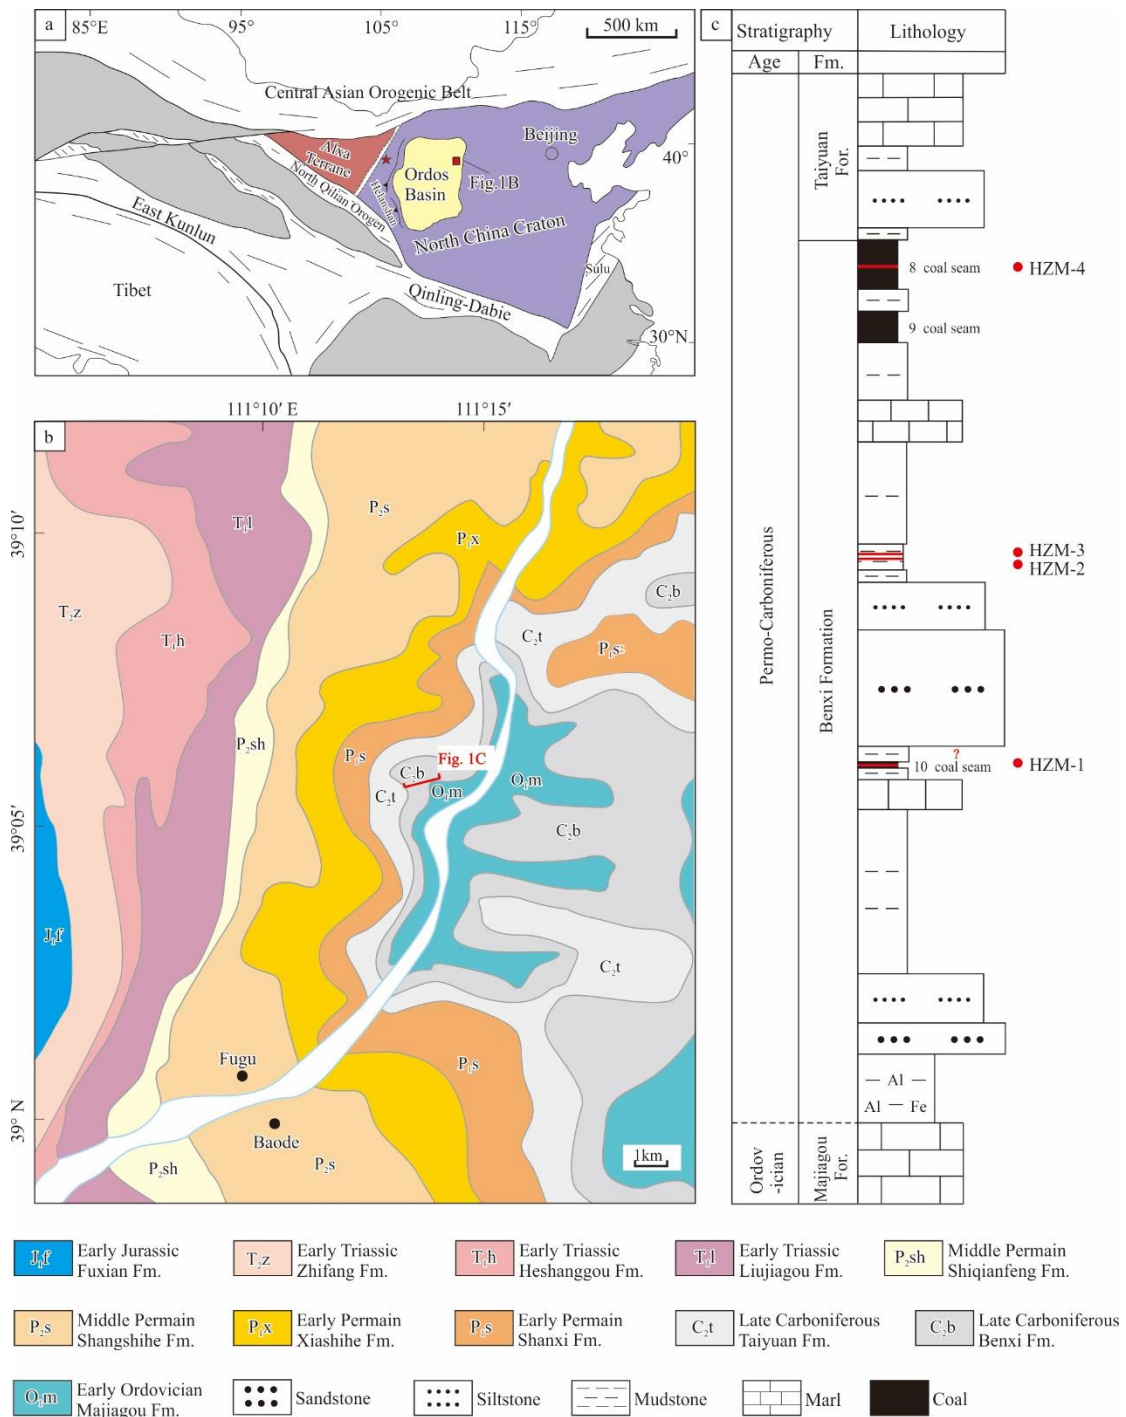 a
85°E
95°
105°
115°
500 km
Central Asian Orogenic Belt
Beijing
40°
Alxa
Terrane
Ordos
Basin
Fig.1B
Helanshan
North Qilian Orogen
East Kunlun
North China Craton
Tibet
Sulu
Qinling-Dabie
30°N
b
111°10′ E
111°15′
39°10′
39°05′
39° N
P₂s
T₁l
P₁x
T₂z
C₂b
T₁h
C₂t
P₁s
P₂sh
P₁s
Fig. 1C
C₂b
O₁m
O₁m
C₂t
C₂b
J₁f
C₂t
Fugu
P₁s
Baode
P₂sh
P₂s
1km
c
Stratigraphy
Lithology
Age
Fm.
Taiyuan
For.
8 coal seam
HZM-4
9 coal seam
Permo-Carboniferous
Benxi Formation
HZM-3
HZM-2
?
10 coal seam
HZM-1
Al
Al
Fe
Ordov
-ician
Majiagou
For.
J₁f
Early Jurassic
Fuxian Fm.
T₂z
Early Triassic
Zhifang Fm.
T₁h
Early Triassic
Heshanggou Fm.
T₁l
Early Triassic
Liujiagou Fm.
P₂sh
Middle Permain
Shiqianfeng Fm.
P₂s
Middle Permain
Shangshihe Fm.
P₁x
Early Permain
Xiashihe Fm.
P₁s
Early Permain
Shanxi Fm.
C₂t
Late Carboniferous
Taiyuan Fm.
C₂b
Late Carboniferous
Benxi Fm.
O₁m
Early Ordovician
Majiagou Fm.
Sandstone
Siltstone
Mudstone
Marl
Coal